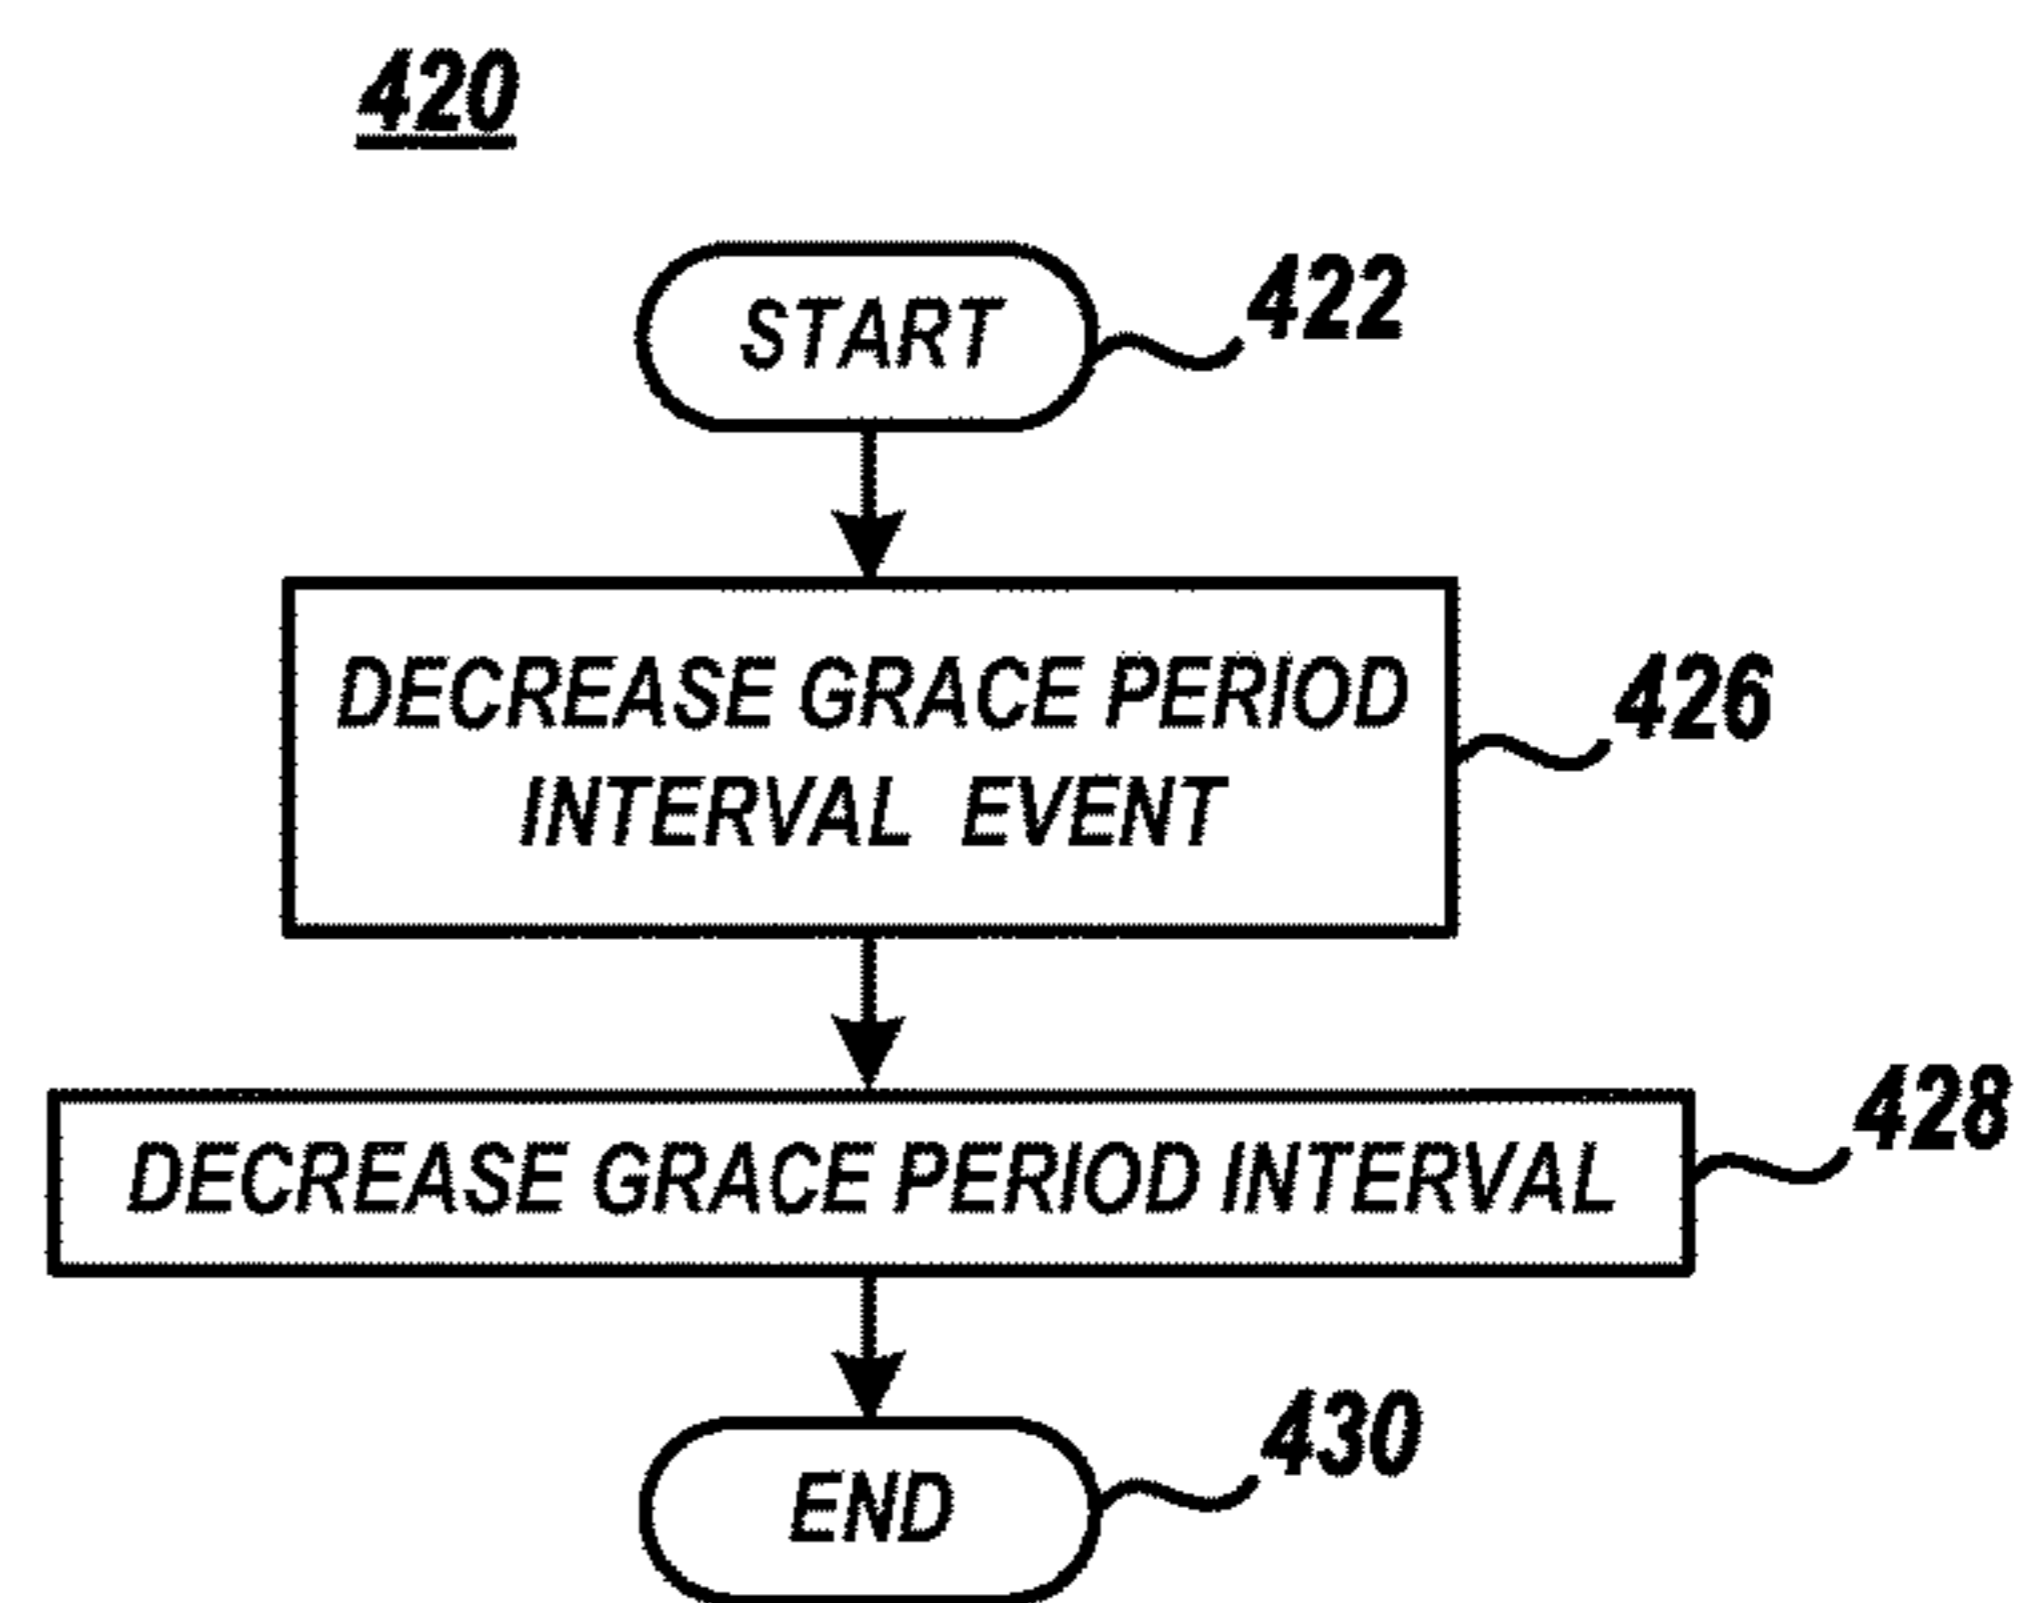 420
START
422
DECREASE GRACE PERIOD
INTERVAL EVENT
426
DECREASE GRACE PERIOD INTERVAL
428
END
430